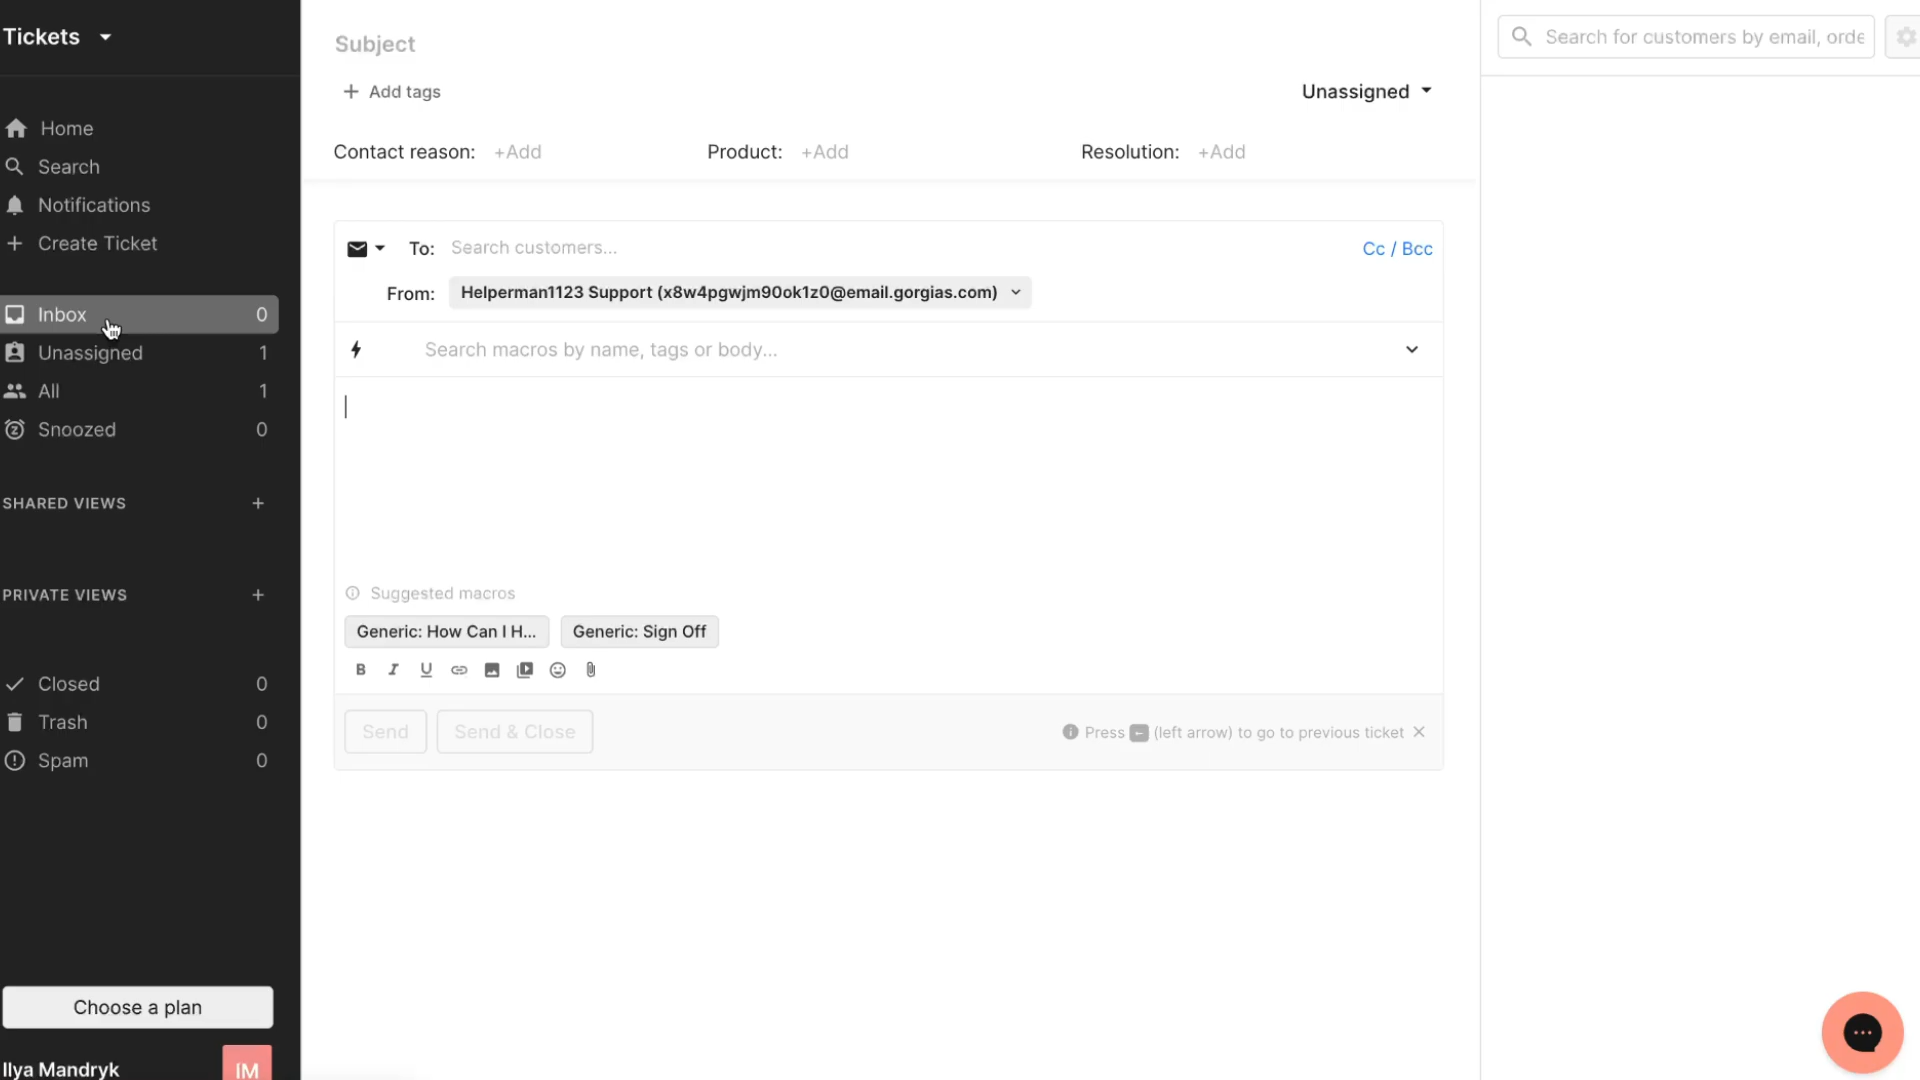 Tickets
Home
Search
Notifications
Create Ticket
Inbox 0
Unassigned 1
All 1
Snoozed 0
SHARED VIEWS +
PRIVATE VIEWS +
Closed 0
Trash 0
Spam 0
Choose a plan
Ilya Mandryk IM
Subject
+ Add tags
Unassigned
Contact reason: +Add Product: +Add Resolution: +Add
To: Search customers... Cc / Bcc
From: Helperman1123 Support (x8w4pgwjm90ok1z0@email.gorgias.com)
Search macros by name, tags or body...
Suggested macros
Generic: How Can I H... Generic: Sign Off
B I U
Send Send & Close Press ← (left arrow) to go to previous ticket ×
Search for customers by email, orde